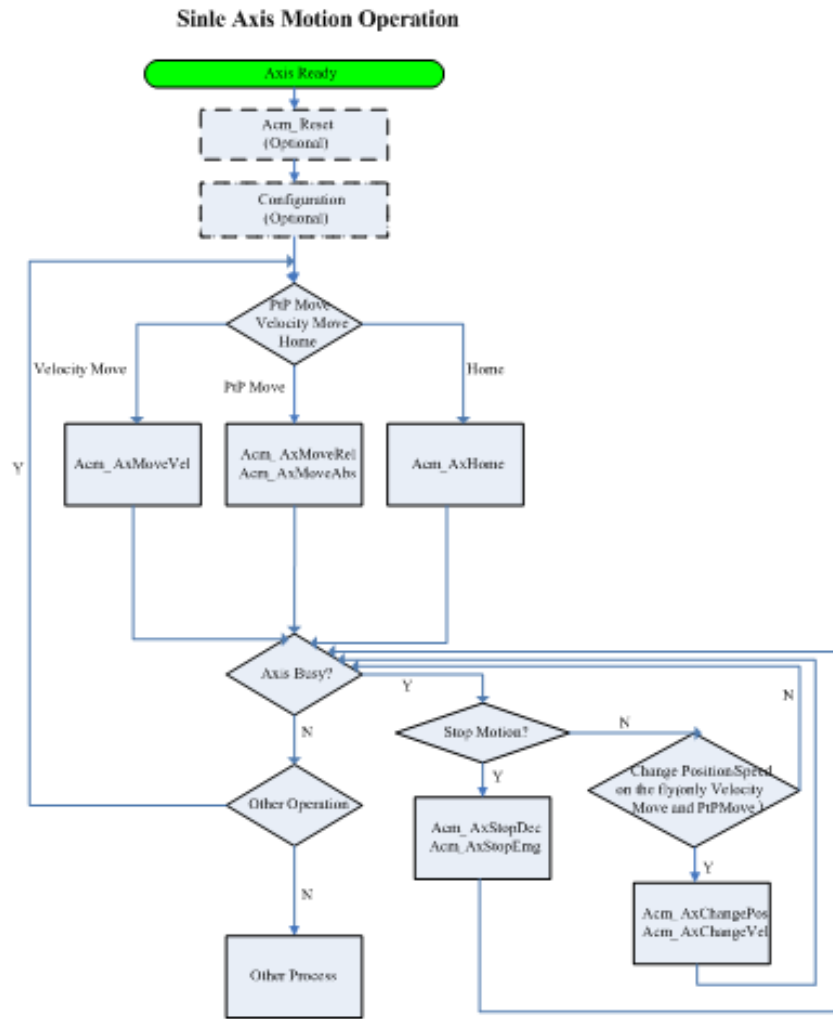 Sinle Axis Motion Operation
Axis Ready
Acm_Reset
(Optional)
Configuration
(Optional)
PtP Move
Velocity Move
Home
Velocity Move
PtP Move
Home
Y
Acm_AxMoveVel
Acm_AxMoveRel
Acm_AxMoveAbs
Acm_AxHome
Axis Busy?
Y
N
N
Stop Motion?
N
Change PositionSpeed
on the fly(only Velocity
Move and PtPMove )
Other Operation
Y
Acm_AxStopDec
Acm_AxStopEmg
Y
N
Acm_AxChangePos
Acm_AxChangeVel
Other Process